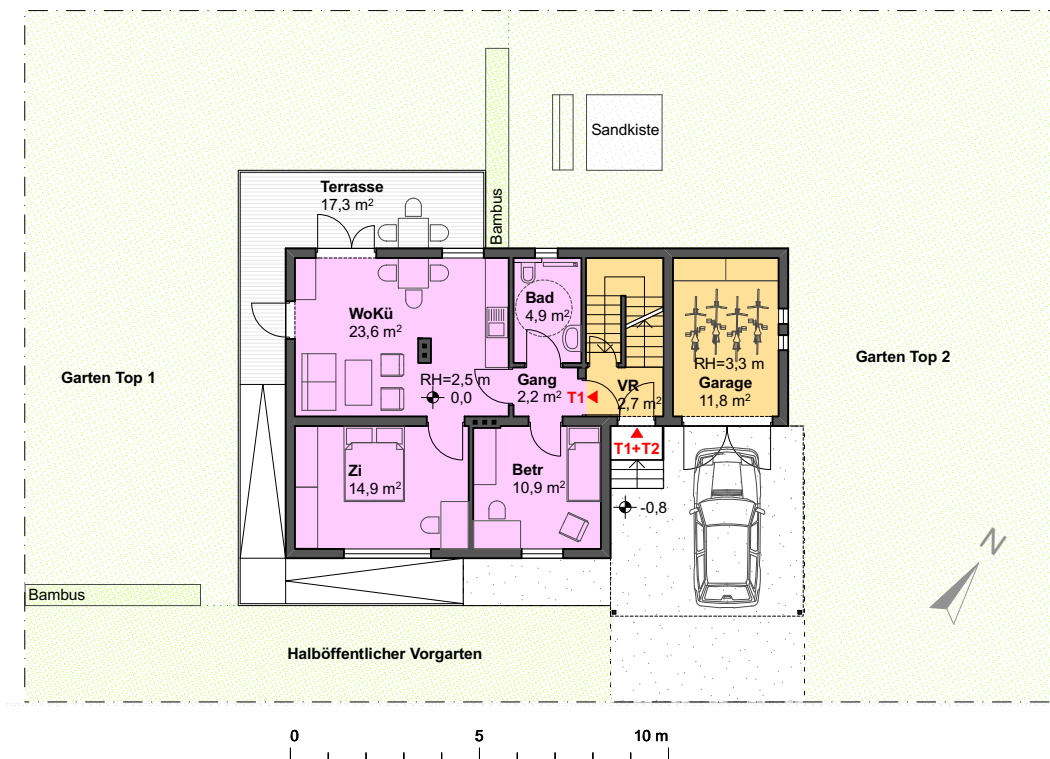 Sandkiste
Terrasse
17,3 m²
Bambus
WoKü
23,6 m²
Bad
4,9 m²
RH=2,5 m
0,0
Gang
2,2 m²
T1
VR
2,7 m²
RH=3,3 m
Garage
11,8 m²
Garten Top 1
Garten Top 2
T1+T2
Zi
14,9 m²
Betr
10,9 m²
-0,8
N
Bambus
Halböffentlicher Vorgarten
0 5 10 m